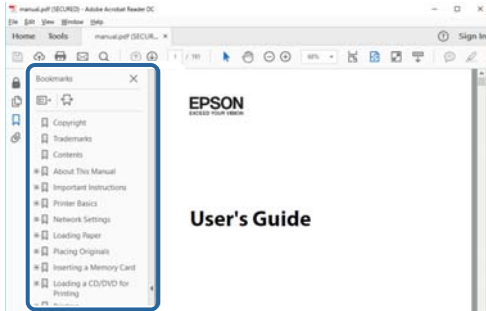 manual.pdf (SECURED) - Adobe Acrobat Reader DC
File Edit View Window Help
Home Tools manual.pdf (SECUR... × Sign In
1 / 191
Bookmarks
Copyright
Trademarks
Contents
About This Manual
Important Instructions
Printer Basics
Network Settings
Loading Paper
Placing Originals
Inserting a Memory Card
Loading a CD/DVD for
Printing
EPSON
EXCEED YOUR VISION
User's Guide